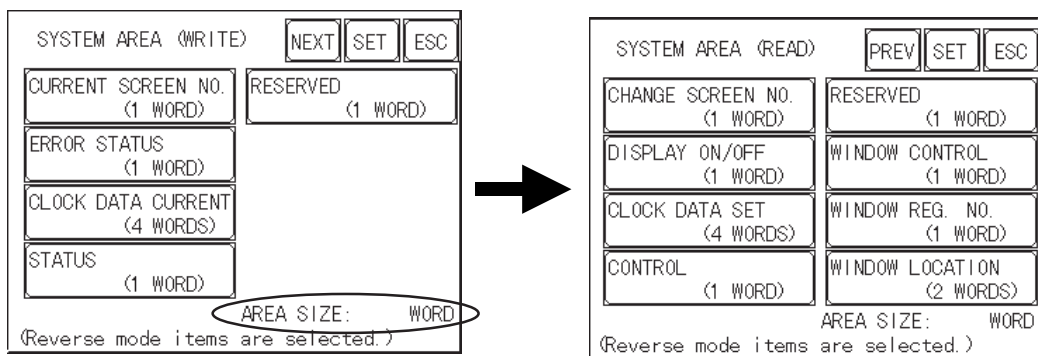 SYSTEM AREA (WRITE)
NEXT
SET
ESC
CURRENT SCREEN NO.
(1 WORD)
RESERVED
(1 WORD)
ERROR STATUS
(1 WORD)
CLOCK DATA CURRENT
(4 WORDS)
STATUS
(1 WORD)
AREA SIZE: WORD
(Reverse mode items are selected.)
SYSTEM AREA (READ)
PREV
SET
ESC
CHANGE SCREEN NO.
(1 WORD)
RESERVED
(1 WORD)
DISPLAY ON/OFF
(1 WORD)
WINDOW CONTROL
(1 WORD)
CLOCK DATA SET
(4 WORDS)
WINDOW REG. NO.
(1 WORD)
CONTROL
(1 WORD)
WINDOW LOCATION
(2 WORDS)
AREA SIZE: WORD
(Reverse mode items are selected.)